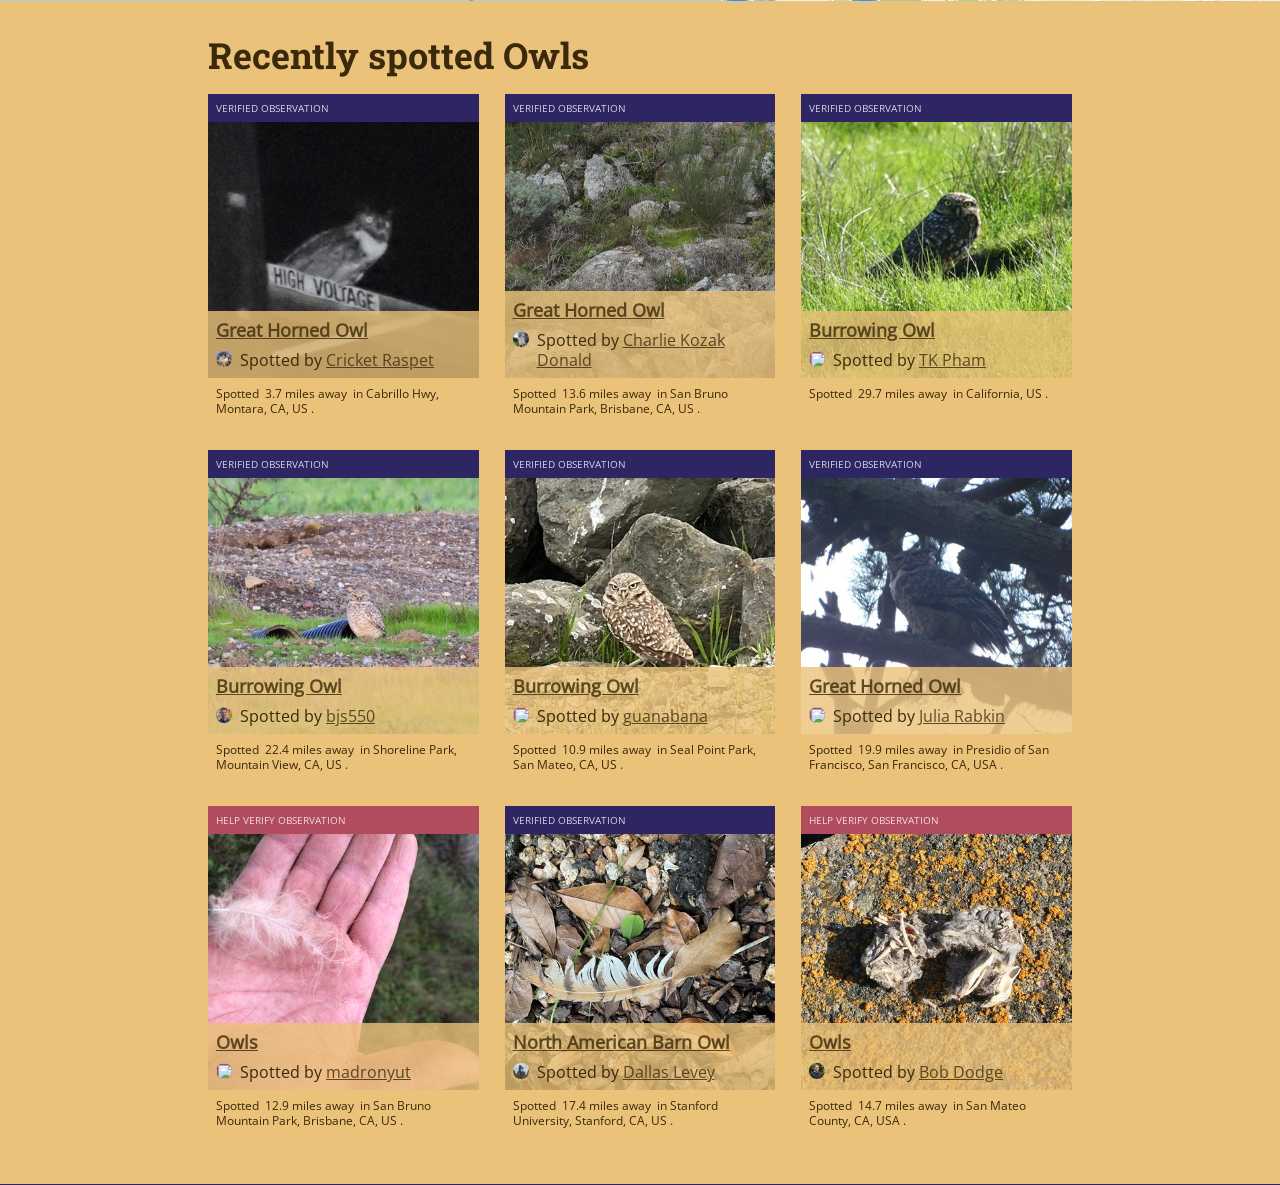 Recently spotted Owls
VERIFIED OBSERVATION
HIGH VOLTAGE
Great Horned Owl
Spotted by Cricket Raspet
Spotted 3.7 miles away in Cabrillo Hwy,
Montara, CA, US .
VERIFIED OBSERVATION
Great Horned Owl
Spotted by Charlie Kozak
Donald
Spotted 13.6 miles away in San Bruno
Mountain Park, Brisbane, CA, US .
VERIFIED OBSERVATION
Burrowing Owl
Spotted by TK Pham
Spotted 29.7 miles away in California, US .
VERIFIED OBSERVATION
Burrowing Owl
Spotted by bjs550
Spotted 22.4 miles away in Shoreline Park,
Mountain View, CA, US .
VERIFIED OBSERVATION
Burrowing Owl
Spotted by guanabana
Spotted 10.9 miles away in Seal Point Park,
San Mateo, CA, US .
VERIFIED OBSERVATION
Great Horned Owl
Spotted by Julia Rabkin
Spotted 19.9 miles away in Presidio of San
Francisco, San Francisco, CA, USA .
HELP VERIFY OBSERVATION
Owls
Spotted by madronyut
Spotted 12.9 miles away in San Bruno
Mountain Park, Brisbane, CA, US .
VERIFIED OBSERVATION
North American Barn Owl
Spotted by Dallas Levey
Spotted 17.4 miles away in Stanford
University, Stanford, CA, US .
HELP VERIFY OBSERVATION
Owls
Spotted by Bob Dodge
Spotted 14.7 miles away in San Mateo
County, CA, USA .